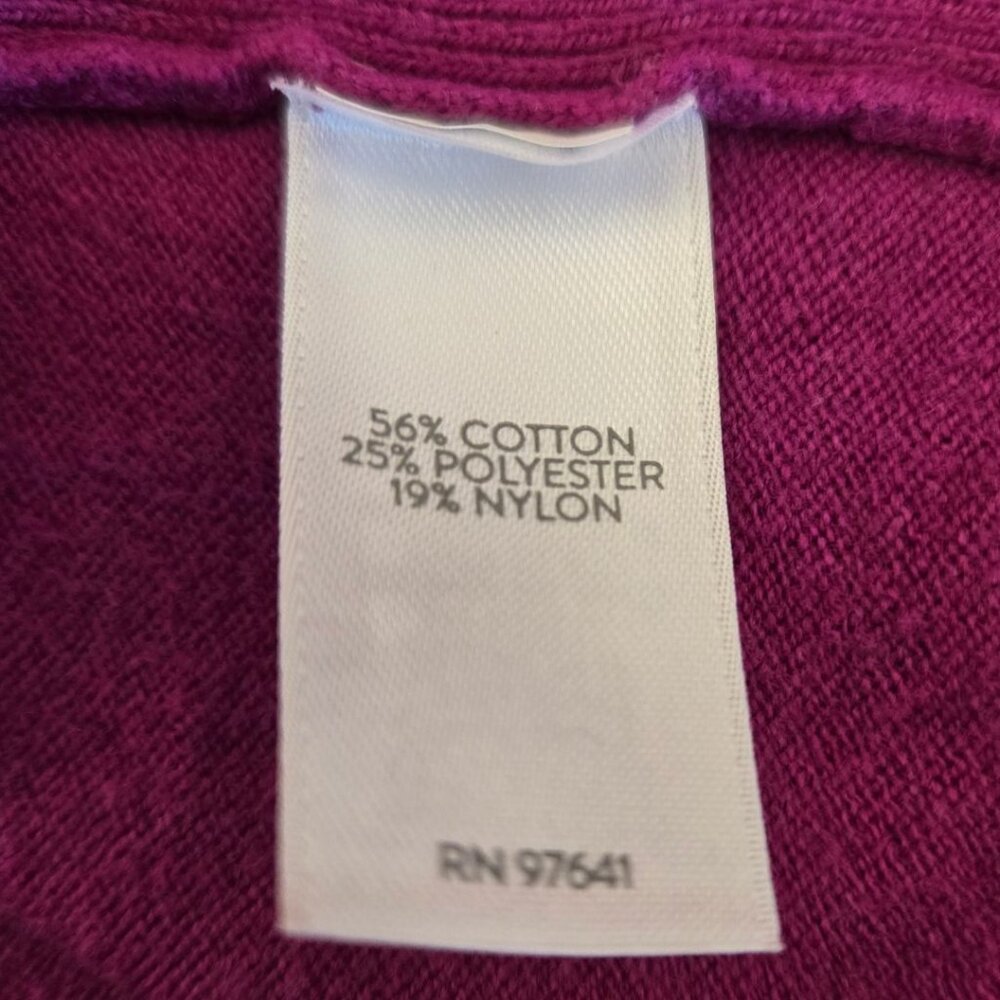 56% COTTON
25% POLYESTER
19% NYLON
RN 97641